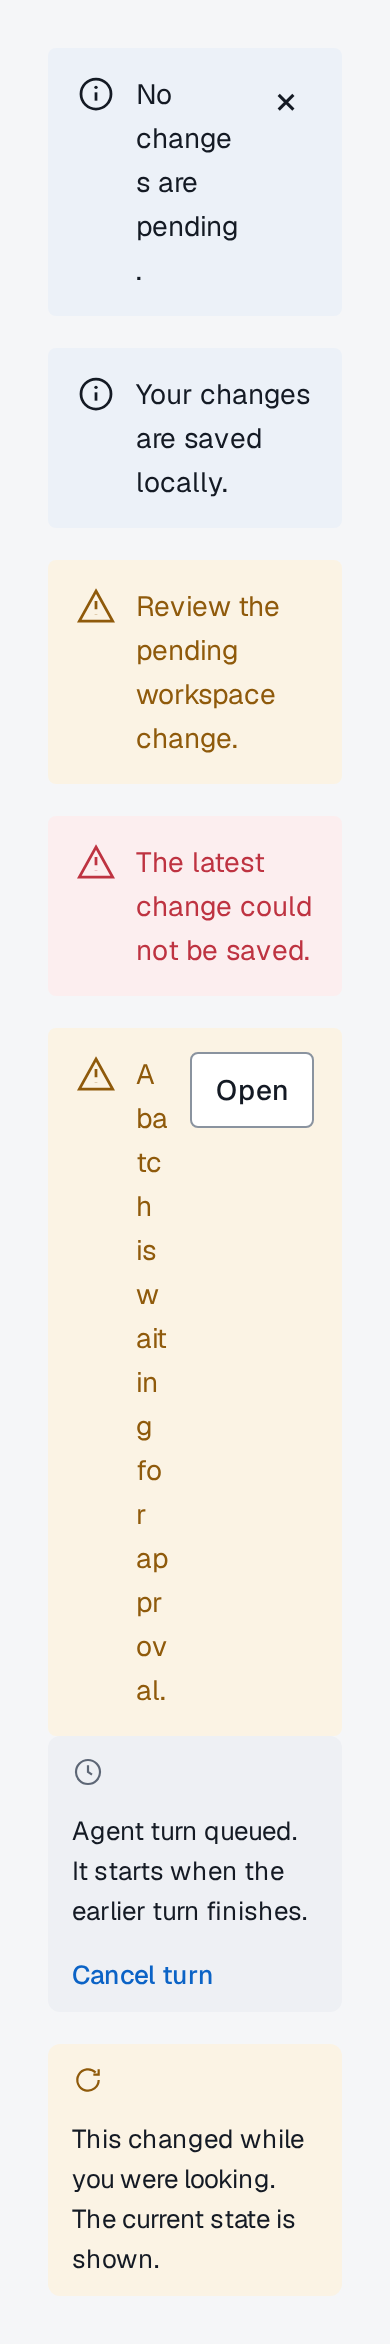 No
change
s are
pending
.
Your changes
are saved
locally.
Review the
pending
workspace
change.
The latest
change could
not be saved.
A
ba
tc
h
is
w
ait
in
g
fo
r
ap
pr
ov
al.
Open
Agent turn queued.
It starts when the
earlier turn finishes.
Cancel turn
This changed while
you were looking.
The current state is
shown.